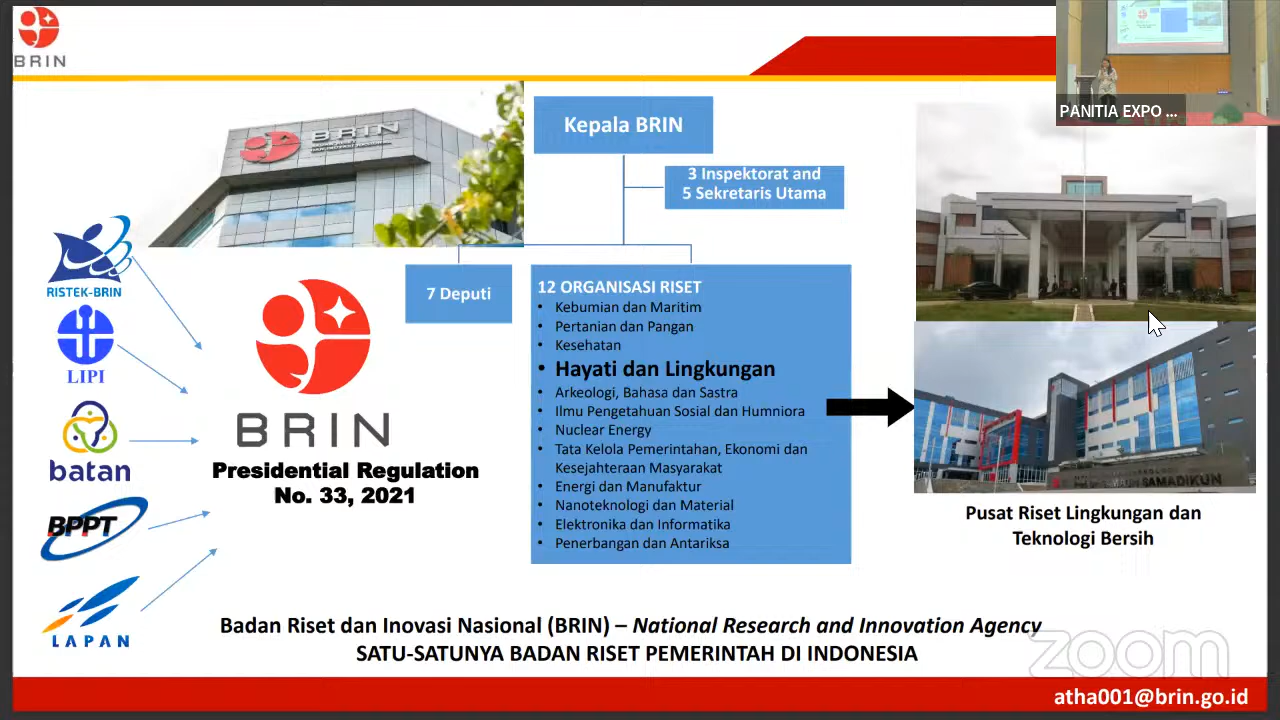 BRIN
PANITIA EXPO ...
BRIN
Kepala BRIN
3 Inspektorat and
5 Sekretaris Utama
RISTEK-BRIN
LIPI
batan
BPPT
LAPAN
BRIN
Presidential Regulation
No. 33, 2021
7 Deputi
12 ORGANISASI RISET
• Kebumian dan Maritim
• Pertanian dan Pangan
• Kesehatan
• Hayati dan Lingkungan
• Arkeologi, Bahasa dan Sastra
• Ilmu Pengetahuan Sosial dan Humniora
• Nuclear Energy
• Tata Kelola Pemerintahan, Ekonomi dan
Kesejahteraan Masyarakat
• Energi dan Manufaktur
• Nanoteknologi dan Material
• Elektronika dan Informatika
• Penerbangan dan Antariksa
SAMADIKUN
Pusat Riset Lingkungan dan
Teknologi Bersih
Badan Riset dan Inovasi Nasional (BRIN) – National Research and Innovation Agency
SATU-SATUNYA BADAN RISET PEMERINTAH DI INDONESIA
zoom
atha001@brin.go.id